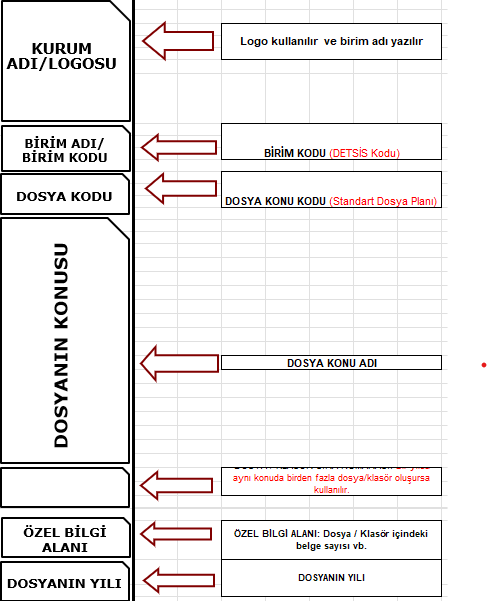 KURUM
ADI/LOGOSU
Logo kullanılır ve birim adı yazılır
BİRİM ADI/
BİRİM KODU
BİRİM KODU (DETSİS Kodu)
DOSYA KODU
DOSYA KONU KODU (Standart Dosya Planı)
DOSYANIN KONUSU
DOSYA KONU ADI
aynı konuda birden fazla dosya/klasör oluşursa
kullanılır.
ÖZEL BİLGİ
ALANI
ÖZEL BİLGİ ALANI: Dosya / Klasör içindeki
belge sayısı vb.
DOSYANIN YILI
DOSYANIN YILI